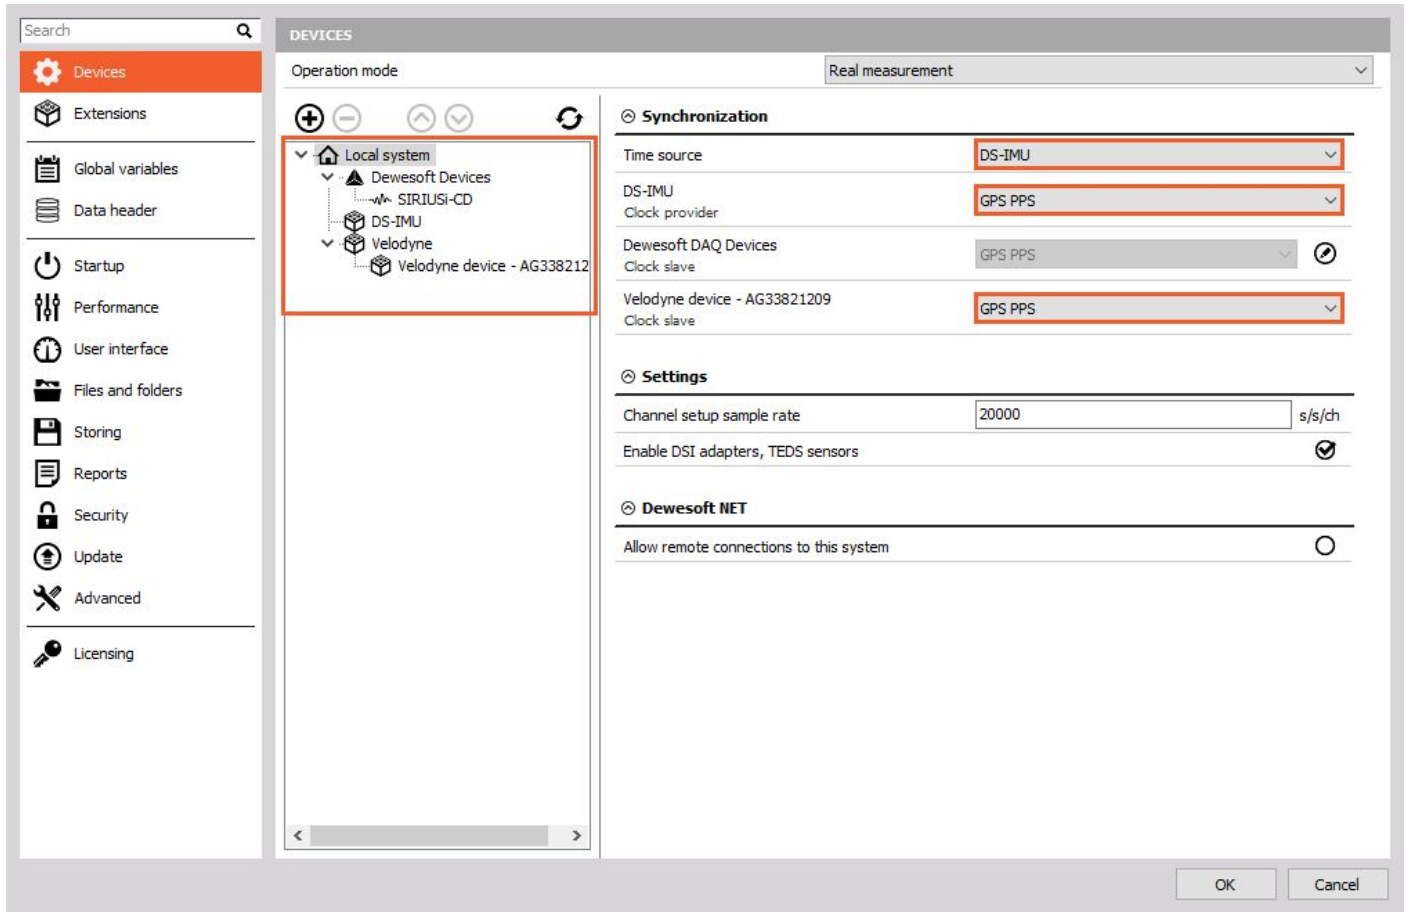 Search
Devices
Extensions
Global variables
Data header
Startup
Performance
User interface
Files and folders
Storing
Reports
Security
Update
Advanced
Licensing
DEVICES
Operation mode
Real measurement
Local system
Dewesoft Devices
SIRIUSi-CD
DS-IMU
Velodyne
Velodyne device - AG338212
Synchronization
Time source
DS-IMU
DS-IMU
Clock provider
GPS PPS
Dewesoft DAQ Devices
Clock slave
GPS PPS
Velodyne device - AG33821209
Clock slave
GPS PPS
Settings
Channel setup sample rate
20000
s/s/ch
Enable DSI adapters, TEDS sensors
Dewesoft NET
Allow remote connections to this system
OK
Cancel